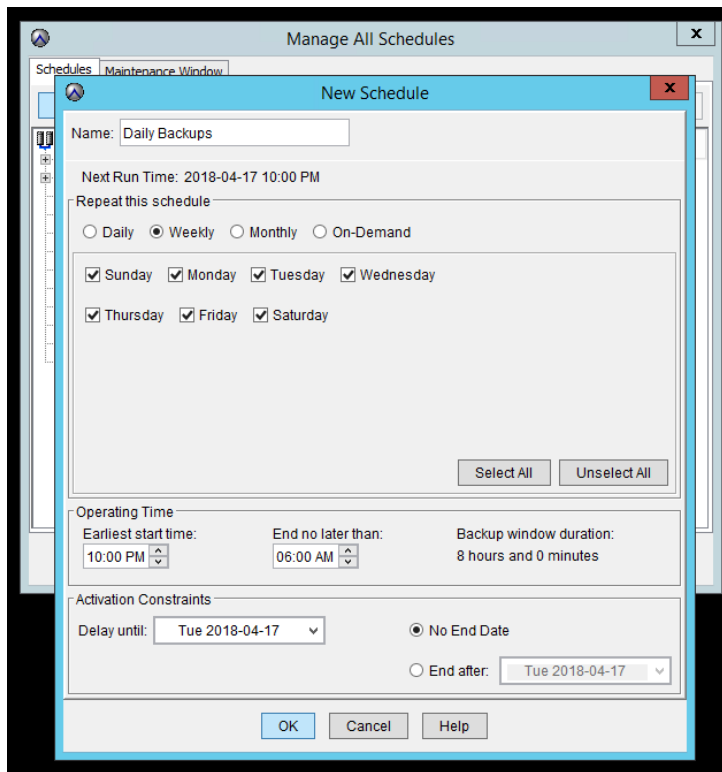 Manage All Schedules
x
Schedules Maintenance Window
New Schedule
x
Name: Daily Backups
Next Run Time: 2018-04-17 10:00 PM
Repeat this schedule
Daily Weekly Monthly On-Demand
Sunday Monday Tuesday Wednesday
Thursday Friday Saturday
Select All Unselect All
Operating Time
Earliest start time: End no later than: Backup window duration:
10:00 PM 06:00 AM 8 hours and 0 minutes
Activation Constraints
Delay until: Tue 2018-04-17 No End Date
End after: Tue 2018-04-17
OK Cancel Help